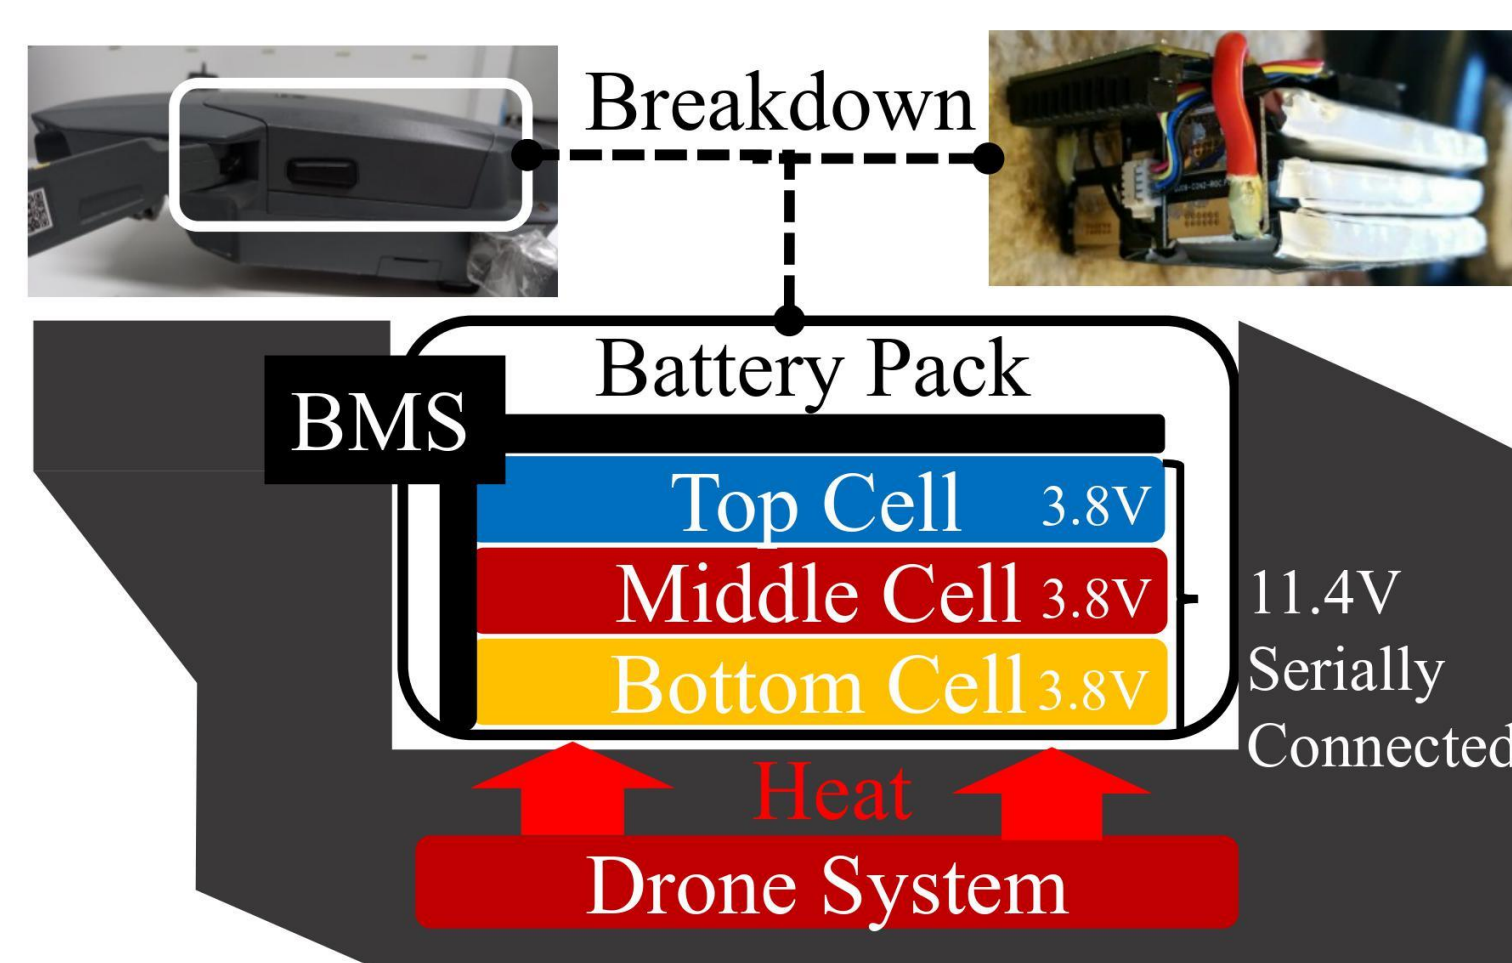 Breakdown
Battery Pack
BMS
Top Cell 3.8V
Middle Cell 3.8V
Bottom Cell 3.8V
11.4V
Serially
Connected
Heat
Drone System